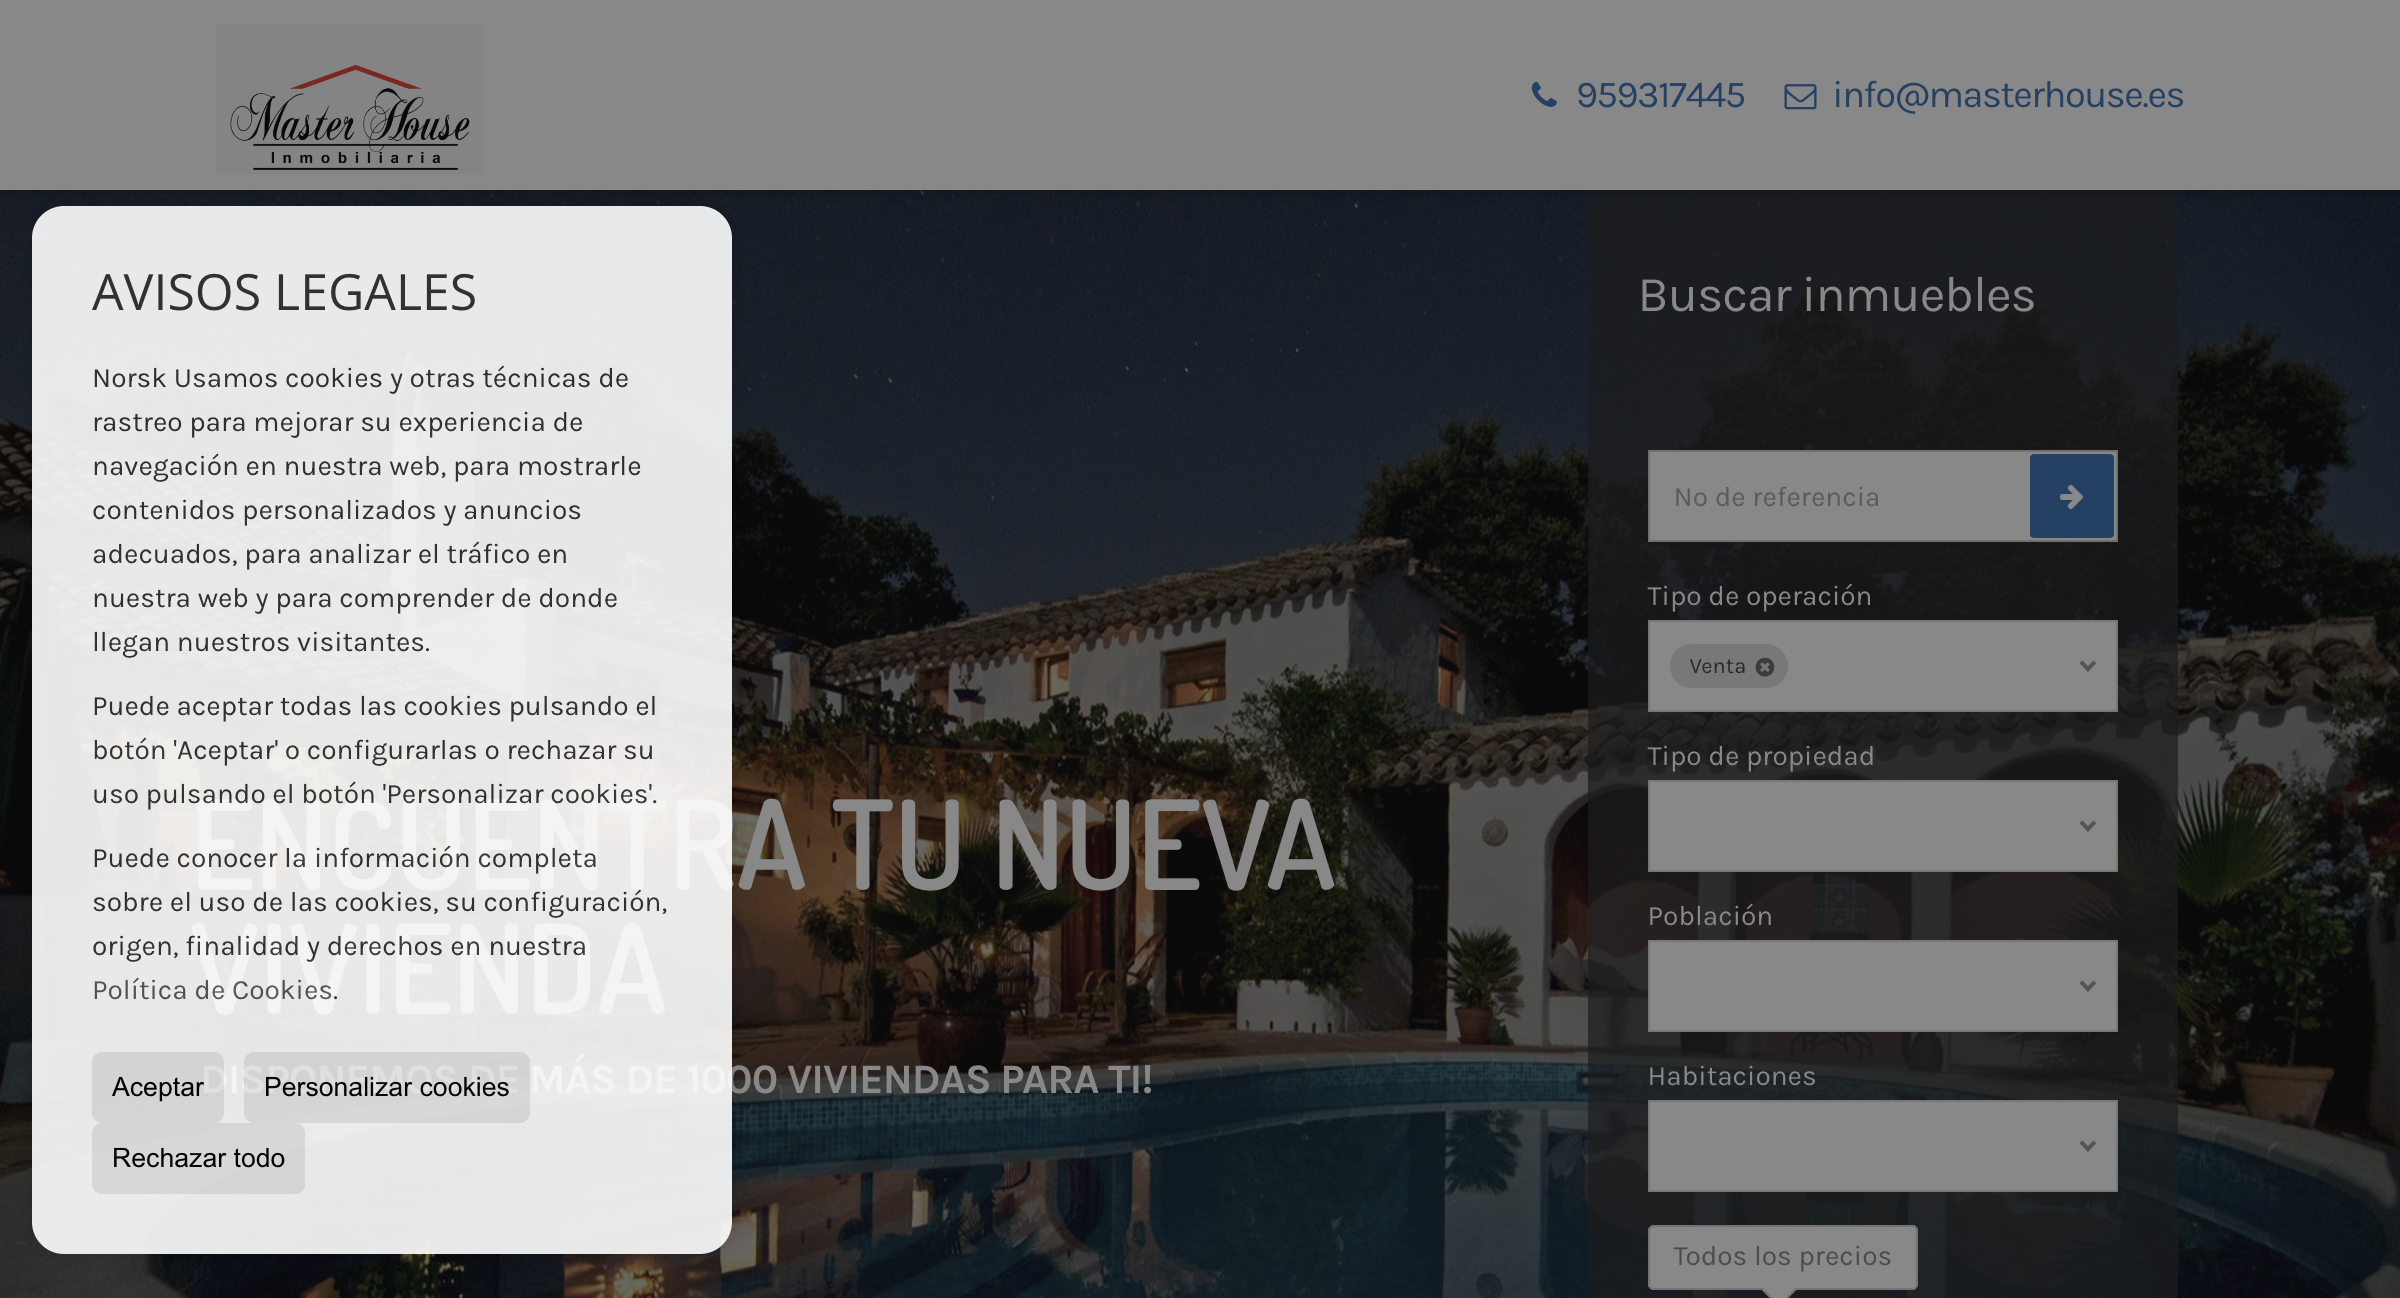 Master House
Inmobiliaria
959317445
info@masterhouse.es
AVISOS LEGALES
Norsk Usamos cookies y otras técnicas de
rastreo para mejorar su experiencia de
navegación en nuestra web, para mostrarle
contenidos personalizados y anuncios
adecuados, para analizar el tráfico en
nuestra web y para comprender de donde
llegan nuestros visitantes.
Puede aceptar todas las cookies pulsando el
botón 'Aceptar' o configurarlas o rechazar su
uso pulsando el botón 'Personalizar cookies'.
Puede conocer la información completa
sobre el uso de las cookies, su configuración,
origen, finalidad y derechos en nuestra
Política de Cookies.
Aceptar
Personalizar cookies
Rechazar todo
ENCUENTRA TU NUEVA
VIVIENDA
DISPONEMOS DE MÁS DE 1000 VIVIENDAS PARA TI!
Buscar inmuebles
No de referencia
Tipo de operación
Venta
Tipo de propiedad
Población
Habitaciones
Todos los precios